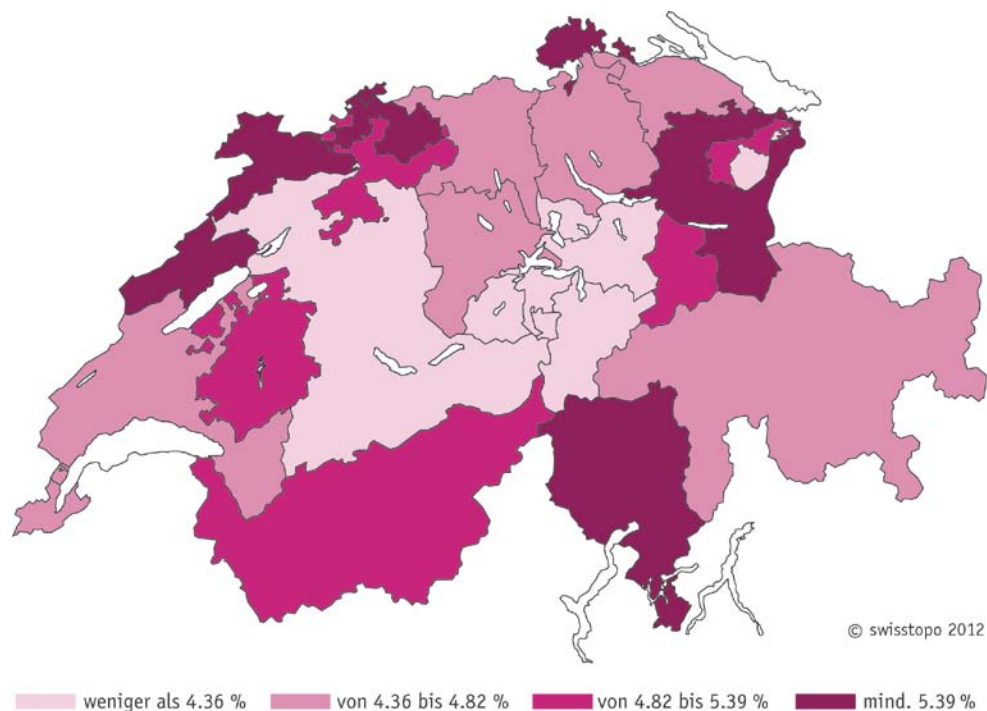 © swisstopo 2012
weniger als 4.36 % von 4.36 bis 4.82 % von 4.82 bis 5.39 % mind. 5.39 %